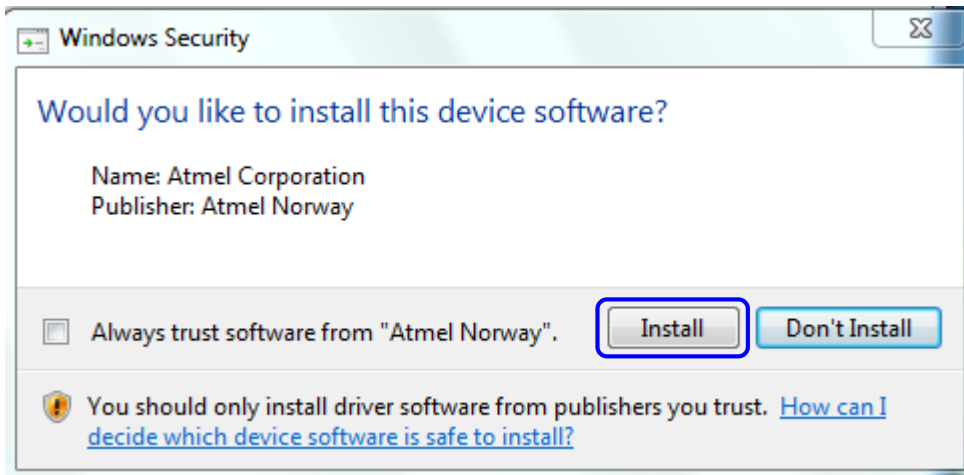 Windows Security
Would you like to install this device software?
Name: Atmel Corporation
Publisher: Atmel Norway
Always trust software from "Atmel Norway".
Install
Don't Install
You should only install driver software from publishers you trust. How can I
decide which device software is safe to install?